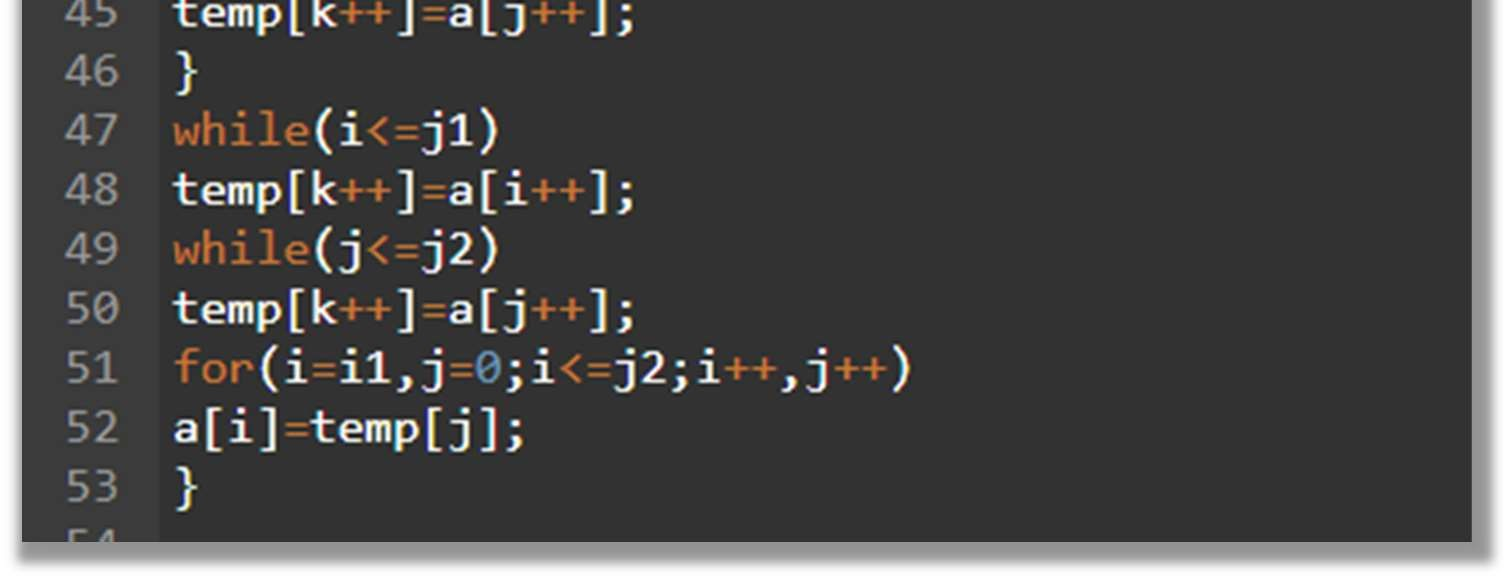 45 temp[k++]=a[j++];
46 }
47 while(i<=j1)
48 temp[k++]=a[i++];
49 while(j<=j2)
50 temp[k++]=a[j++];
51 for(i=i1,j=0;i<=j2;i++,j++)
52 a[i]=temp[j];
53 }
54